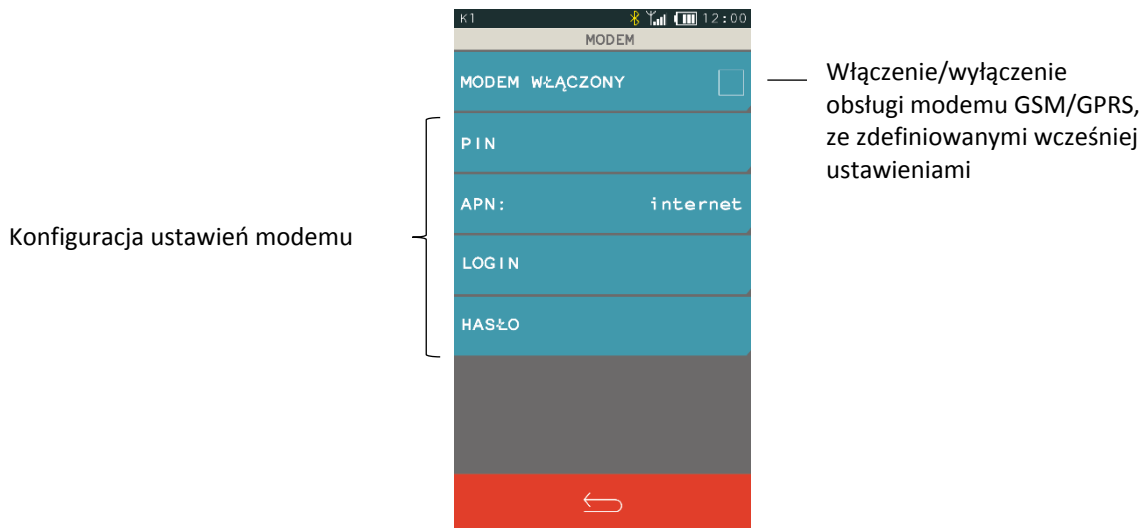 K1 12:00
MODEM
MODEM WŁĄCZONY
PIN
APN: internet
LOGIN
HASŁO
Konfiguracja ustawień modemu
Włączenie/wyłączenie
obsługi modemu GSM/GPRS,
ze zdefiniowanymi wcześniej
ustawieniami